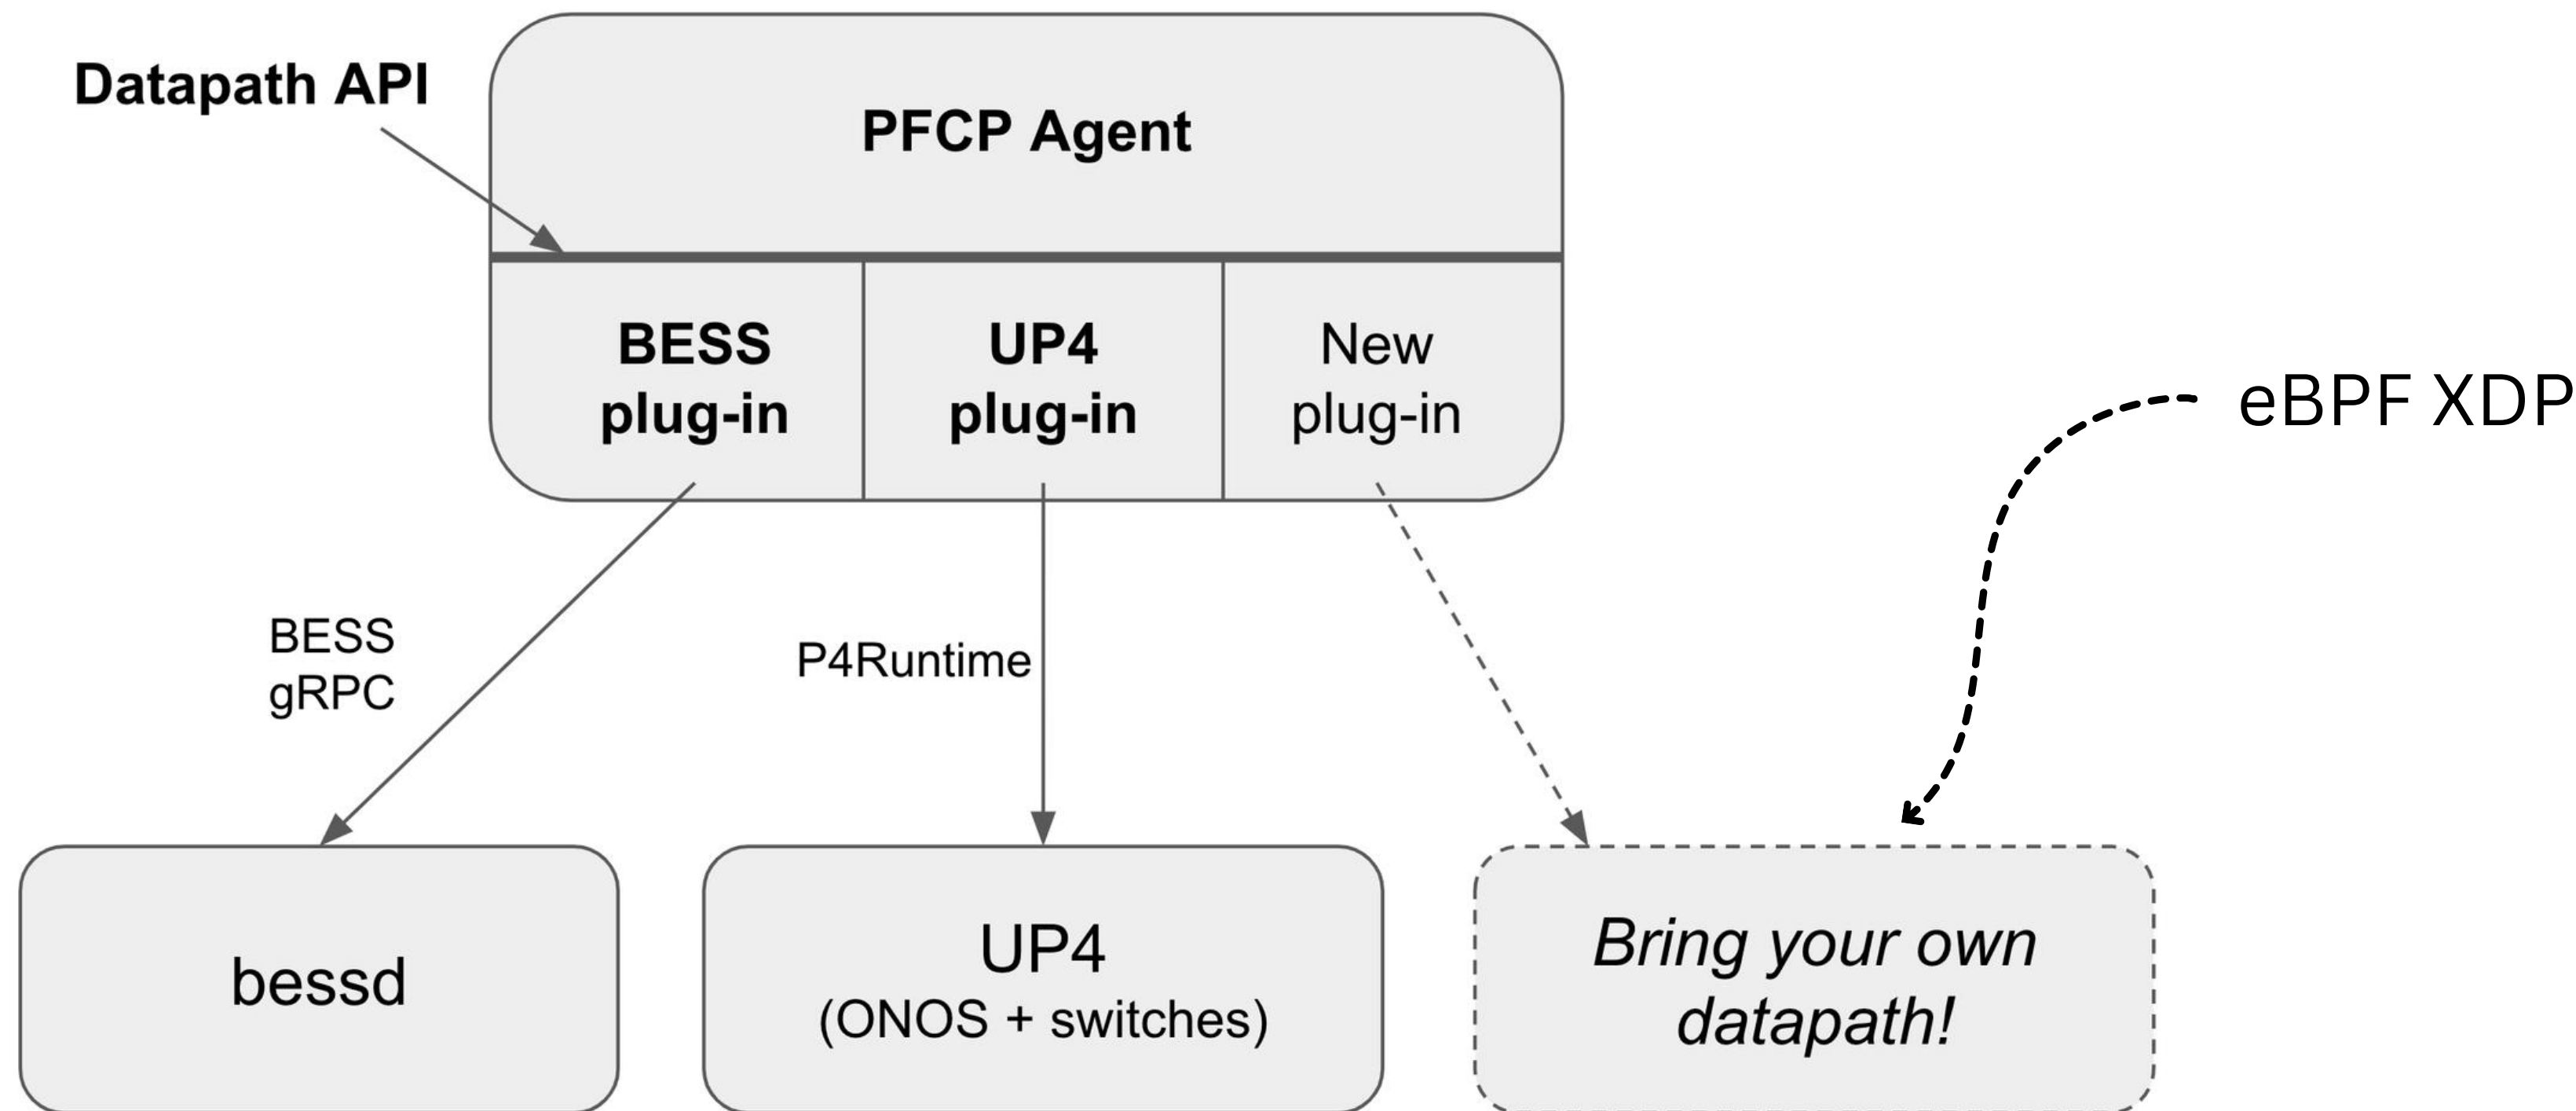 Datapath API
PFCP Agent
BESS
plug-in
UP4
plug-in
New
plug-in
eBPF XDP
BESS
gRPC
P4Runtime
bessd
UP4
(ONOS + switches)
Bring your own
datapath!